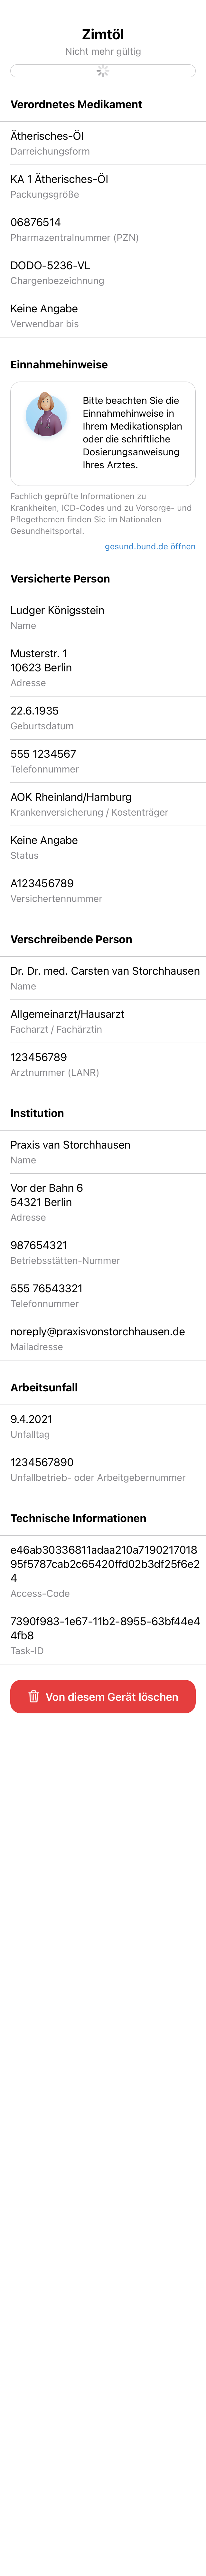 Zimtöl
Nicht mehr gültig
Verordnetes Medikament
Ätherisches-Öl
Darreichungsform
KA 1 Ätherisches-Öl
Packungsgröße
06876514
Pharmazentralnummer (PZN)
DODO-5236-VL
Chargenbezeichnung
Keine Angabe
Verwendbar bis
Einnahmehinweise
Bitte beachten Sie die
Einnahmehinweise in
Ihrem Medikationsplan
oder die schriftliche
Dosierungsanweisung
Ihres Arztes.
Fachlich geprüfte Informationen zu
Krankheiten, ICD-Codes und zu Vorsorge- und
Pflegethemen finden Sie im Nationalen
Gesundheitsportal.
gesund.bund.de öffnen
Versicherte Person
Ludger Königsstein
Name
Musterstr. 1
10623 Berlin
Adresse
22.6.1935
Geburtsdatum
555 1234567
Telefonnummer
AOK Rheinland/Hamburg
Krankenversicherung / Kostenträger
Keine Angabe
Status
A123456789
Versichertennummer
Verschreibende Person
Dr. Dr. med. Carsten van Storchhausen
Name
Allgemeinarzt/Hausarzt
Facharzt / Fachärztin
123456789
Arztnummer (LANR)
Institution
Praxis van Storchhausen
Name
Vor der Bahn 6
54321 Berlin
Adresse
987654321
Betriebsstätten-Nummer
555 76543321
Telefonnummer
noreply@praxisvonstorchhausen.de
Mailadresse
Arbeitsunfall
9.4.2021
Unfalltag
1234567890
Unfallbetrieb- oder Arbeitgebernummer
Technische Informationen
e46ab30336811adaa210a7190217018
95f5787cab2c65420ffd02b3df25f6e2
4
Access-Code
7390f983-1e67-11b2-8955-63bf44e4
4fb8
Task-ID
Von diesem Gerät löschen